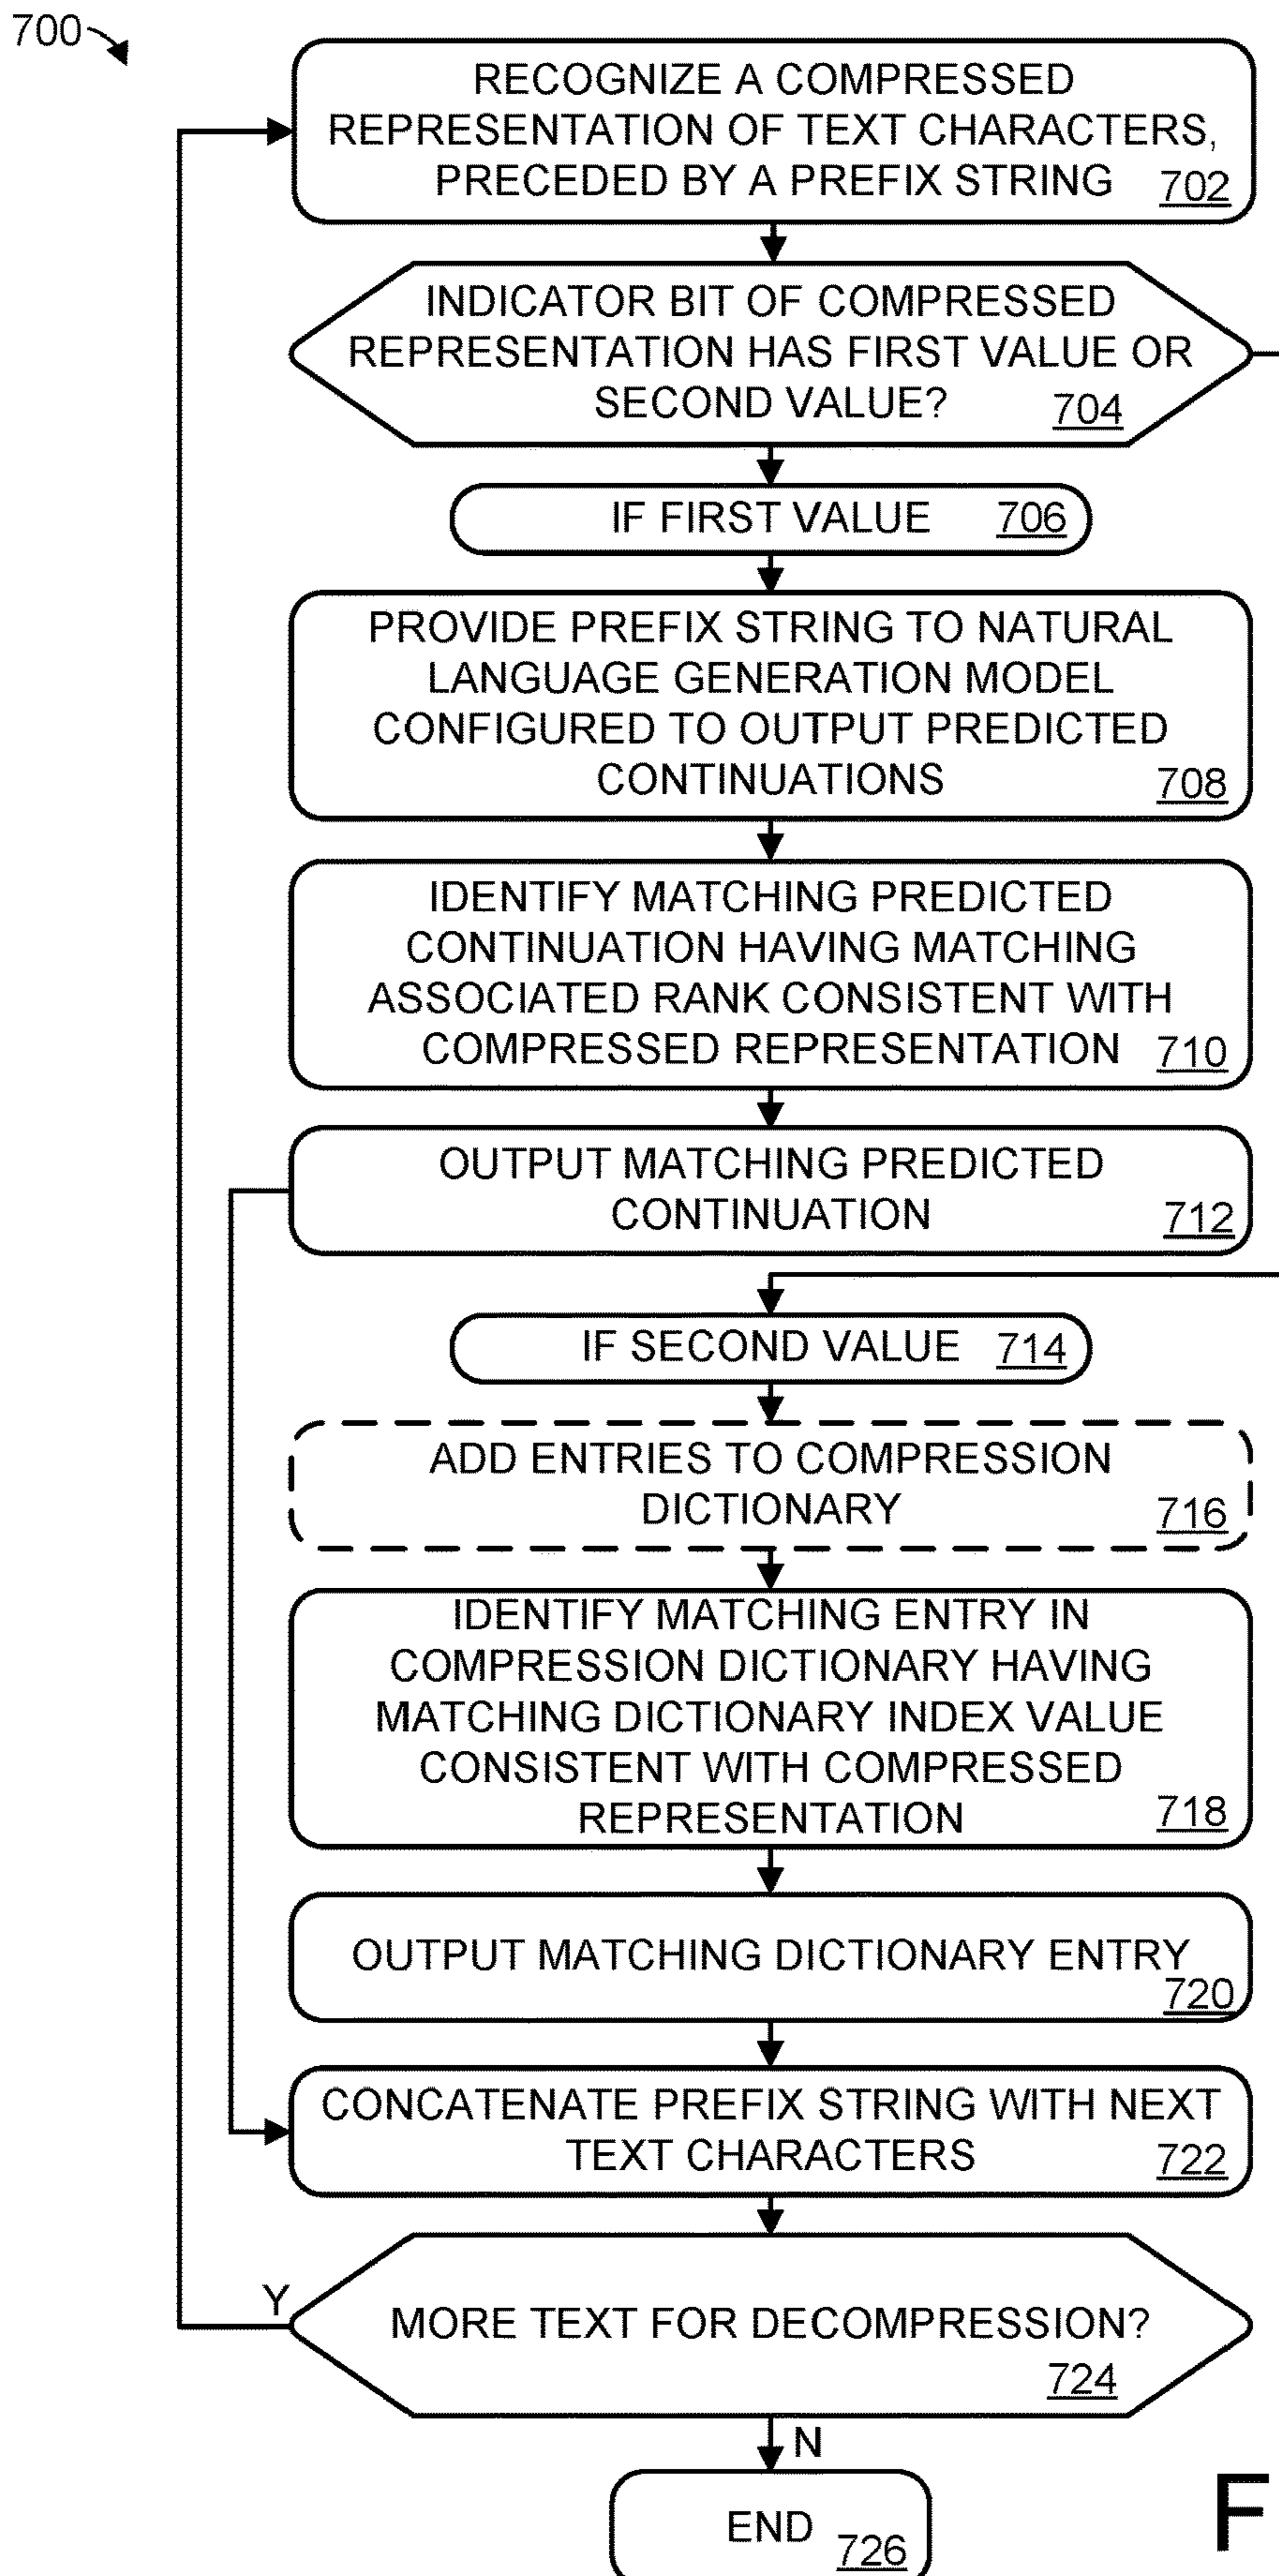 700
RECOGNIZE A COMPRESSED
REPRESENTATION OF TEXT CHARACTERS,
PRECEDED BY A PREFIX STRING 702
INDICATOR BIT OF COMPRESSED
REPRESENTATION HAS FIRST VALUE OR
SECOND VALUE? 704
IF FIRST VALUE 706
PROVIDE PREFIX STRING TO NATURAL
LANGUAGE GENERATION MODEL
CONFIGURED TO OUTPUT PREDICTED
CONTINUATIONS 708
IDENTIFY MATCHING PREDICTED
CONTINUATION HAVING MATCHING
ASSOCIATED RANK CONSISTENT WITH
COMPRESSED REPRESENTATION 710
OUTPUT MATCHING PREDICTED
CONTINUATION 712
IF SECOND VALUE 714
ADD ENTRIES TO COMPRESSION
DICTIONARY 716
IDENTIFY MATCHING ENTRY IN
COMPRESSION DICTIONARY HAVING
MATCHING DICTIONARY INDEX VALUE
CONSISTENT WITH COMPRESSED
REPRESENTATION 718
OUTPUT MATCHING DICTIONARY ENTRY
720
CONCATENATE PREFIX STRING WITH NEXT
TEXT CHARACTERS 722
Y
MORE TEXT FOR DECOMPRESSION?
724
N
END 726
F